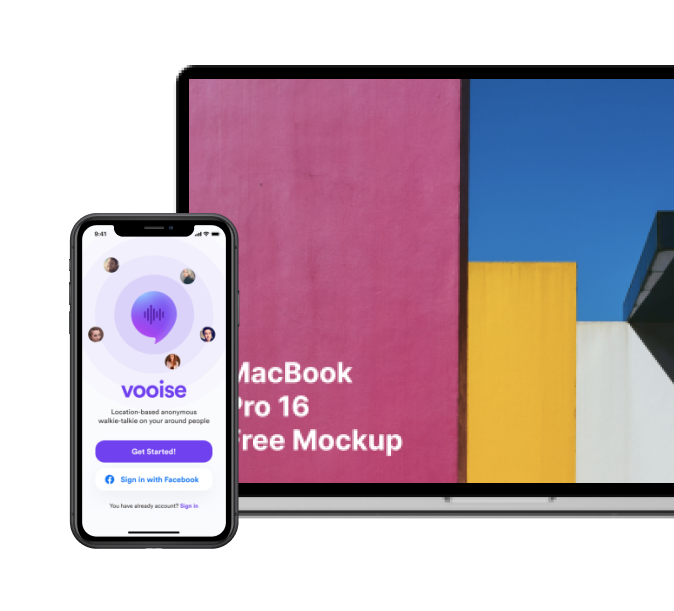 MacBook
Pro 16
Free Mockup
9:41
vooise
Location-based anonymous
walkie-talkie on your around people
Get Started!
Sign in with Facebook
You have already account? Sign in